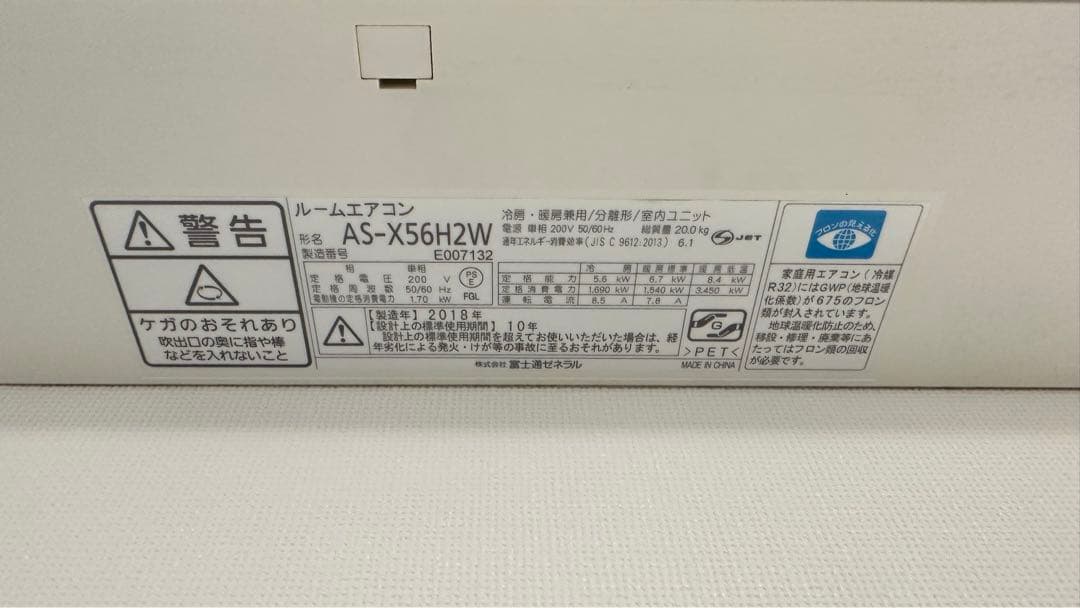 警告
ケガのおそれあり
吹出口の奥に指や棒
などを入れないこと
ルームエアコン
形名 AS-X56H2W
製造番号 E007132
冷房・暖房兼用/分離形/室内ユニット
電源 単相 200V 50/60Hz 総質量 20.0 kg
通年エネルギー消費効率 (JIS C 9612:2013) 6.1
JET
相 単相
定格電圧 200 V
定格周波数 50/60 Hz
電動機の定格消費電力 1.70 kW
PS
E
FGL
冷房 暖房標準 暖房低温
定格能力 5.6 kW 6.7 kW 8.4 kW
定格消費電力 1.690 kW 1.540 kW 3.450 kW
運転電流 8.5 A 7.8 A
【製造年】2018年
【設計上の標準使用期間】10年
設計上の標準使用期間を超えてお使いいただいた場合は、経
年劣化による発火・けが等の事故に至るおそれがあります。
G
>PET<
株式会社 富士通ゼネラル
MADE IN CHINA
フロンの見える化
家庭用エアコン(冷媒
R32)にはGWP(地球温暖
化係数)が675のフロン
類が封入されています。
地球温暖化防止のため、
移設・修理・廃棄等にあ
たってはフロン類の回収
が必要です。